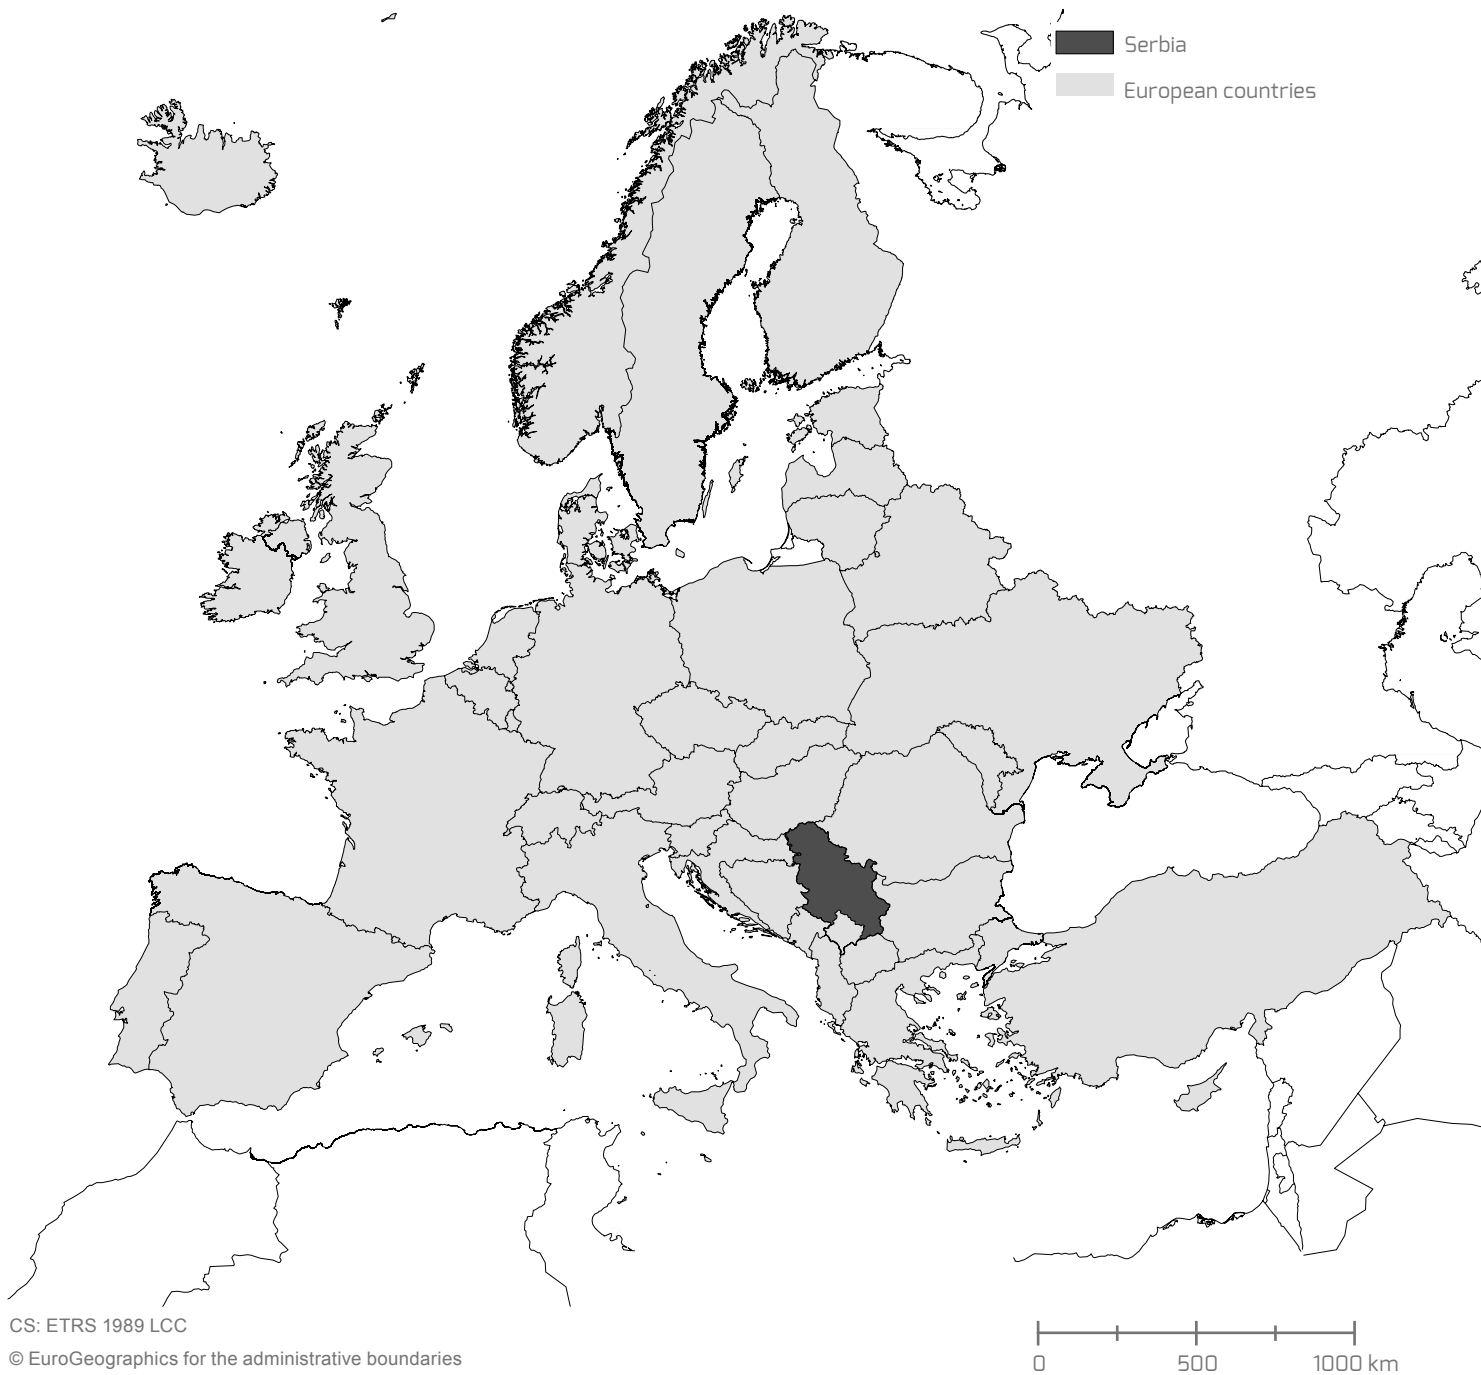 Serbia
European countries
CS: ETRS 1989 LCC
© EuroGeographics for the administrative boundaries
0 500 1000 km